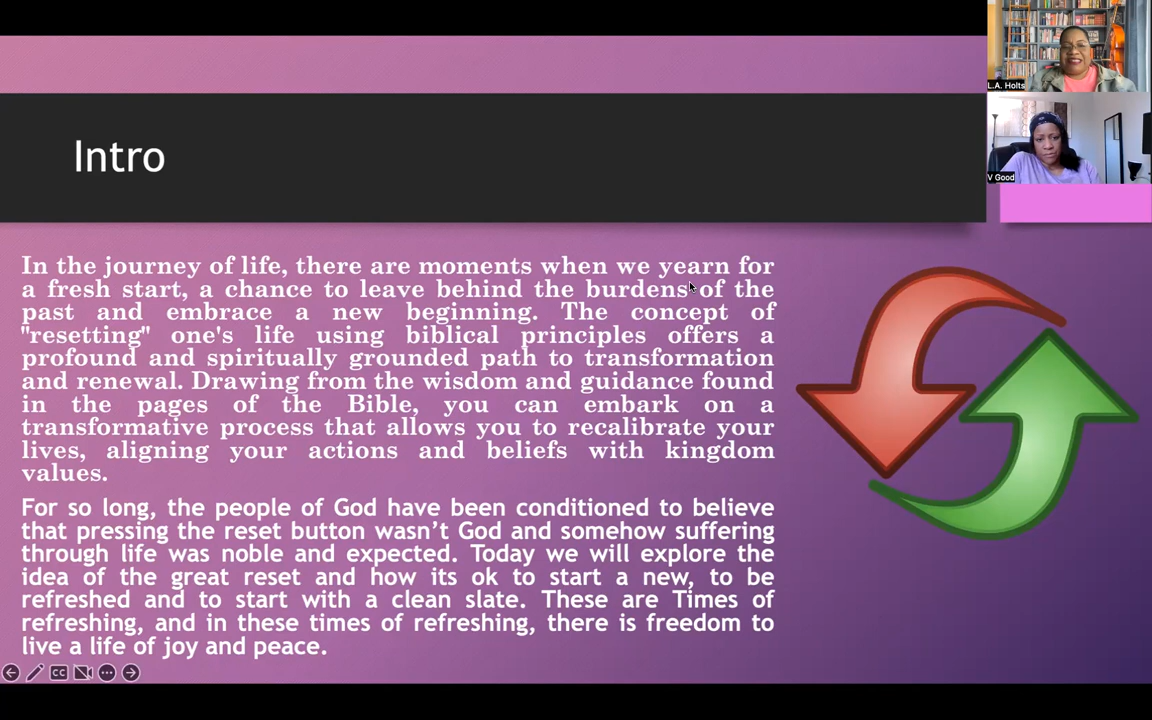 L.A. Holts
V Good
Intro
In the journey of life, there are moments when we yearn for
a fresh start, a chance to leave behind the burdens of the
past and embrace a new beginning. The concept of
"resetting" one's life using biblical principles offers a
profound and spiritually grounded path to transformation
and renewal. Drawing from the wisdom and guidance found
in the pages of the Bible, you can embark on a
transformative process that allows you to recalibrate your
lives, aligning your actions and beliefs with kingdom
values.
For so long, the people of God have been conditioned to believe
that pressing the reset button wasn’t God and somehow suffering
through life was noble and expected. Today we will explore the
idea of the great reset and how its ok to start a new, to be
refreshed and to start with a clean slate. These are Times of
refreshing, and in these times of refreshing, there is freedom to
live a life of joy and peace.
CC